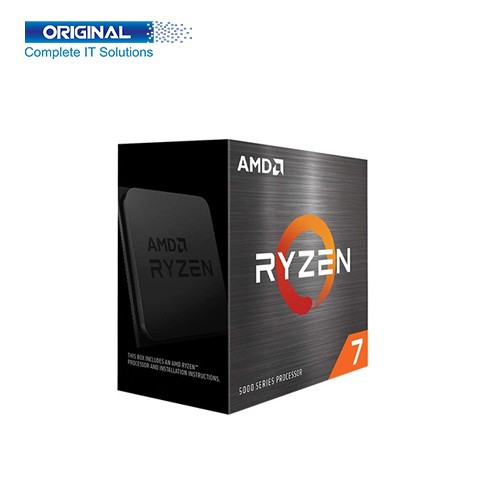 ORIGINAL
Complete IT Solutions
AMD
RYZEN
7
5000 SERIES PROCESSOR
AMD
RYZEN
THIS BOX INCLUDES AN AMD RYZEN™
PROCESSOR AND INSTALLATION INSTRUCTIONS.